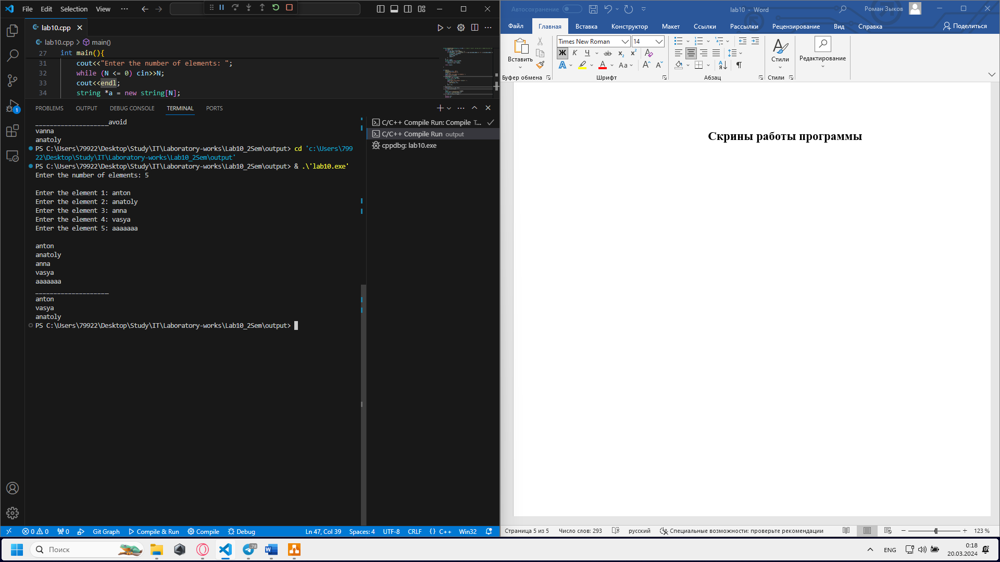 File Edit Selection View ···
lab10.cpp
lab10.cpp > main()
27 int main(){
31 cout<<"Enter the number of elements: ";
32 while (N <= 0) cin>>N;
33 cout<<endl;
34 string *a = new string[N];
PROBLEMS OUTPUT DEBUG CONSOLE TERMINAL PORTS
____________________avoid
vanna
anatoly
PS C:\Users\79922\Desktop\Study\IT\Laboratory-works\Lab10_2Sem\output> cd 'c:\Users\799
22\Desktop\Study\IT\Laboratory-works\Lab10_2Sem\output'
PS C:\Users\79922\Desktop\Study\IT\Laboratory-works\Lab10_2Sem\output> & .\'lab10.exe'
Enter the number of elements: 5
Enter the element 1: anton
Enter the element 2: anatoly
Enter the element 3: anna
Enter the element 4: vasya
Enter the element 5: aaaaaaa
anton
anatoly
anna
vasya
aaaaaaa
____________________
anton
vasya
anatoly
PS C:\Users\79922\Desktop\Study\IT\Laboratory-works\Lab10_2Sem\output>
C/C++ Compile Run: Compile T...
C/C++ Compile Run output
cppdbg: lab10.exe
1
0 0 0 Git Graph Compile & Run Compile Debug Ln 47, Col 39 Spaces: 4 UTF-8 CRLF {} C++ Win32
Автосохранение lab10 - Word Роман Зыков
Файл Главная Вставка Конструктор Макет Ссылки Рассылки Рецензирование Вид Справка Поделиться
Times New Roman 14
Вставить Ж К Ч ab x₂ x² Стили Редактирование
A A Aa A A
Буфер обмена Шрифт Абзац Стили
Скрины работы программы
Страница 5 из 5 Число слов: 293 русский Специальные возможности: проверьте рекомендации 123 %
Поиск 78 ENG 0:18
20.03.2024